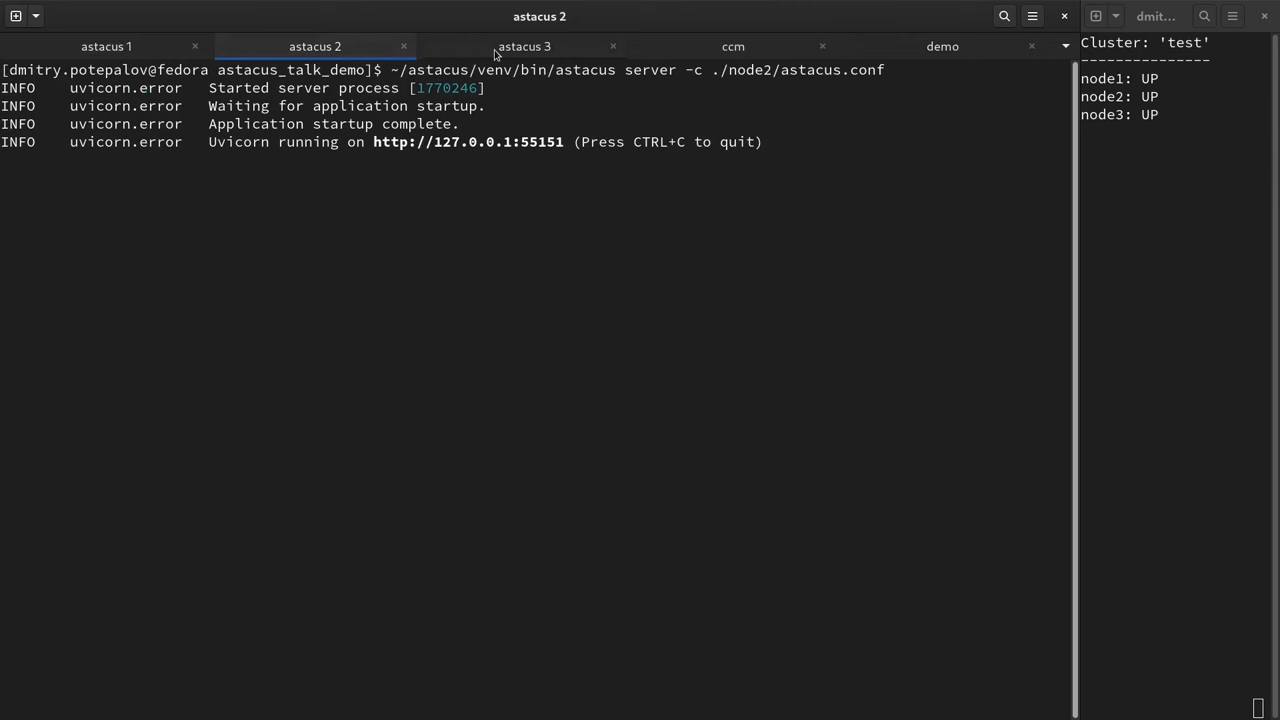 astacus 2
dmit...
astacus 1
astacus 2
astacus 3
ccm
demo
[dmitry.potepalov@fedora astacus_talk_demo]$ ~/astacus/venv/bin/astacus server -c ./node2/astacus.conf
INFO uvicorn.error Started server process [1770246]
INFO uvicorn.error Waiting for application startup.
INFO uvicorn.error Application startup complete.
INFO uvicorn.error Uvicorn running on http://127.0.0.1:55151 (Press CTRL+C to quit)
Cluster: 'test'
---------------
node1: UP
node2: UP
node3: UP